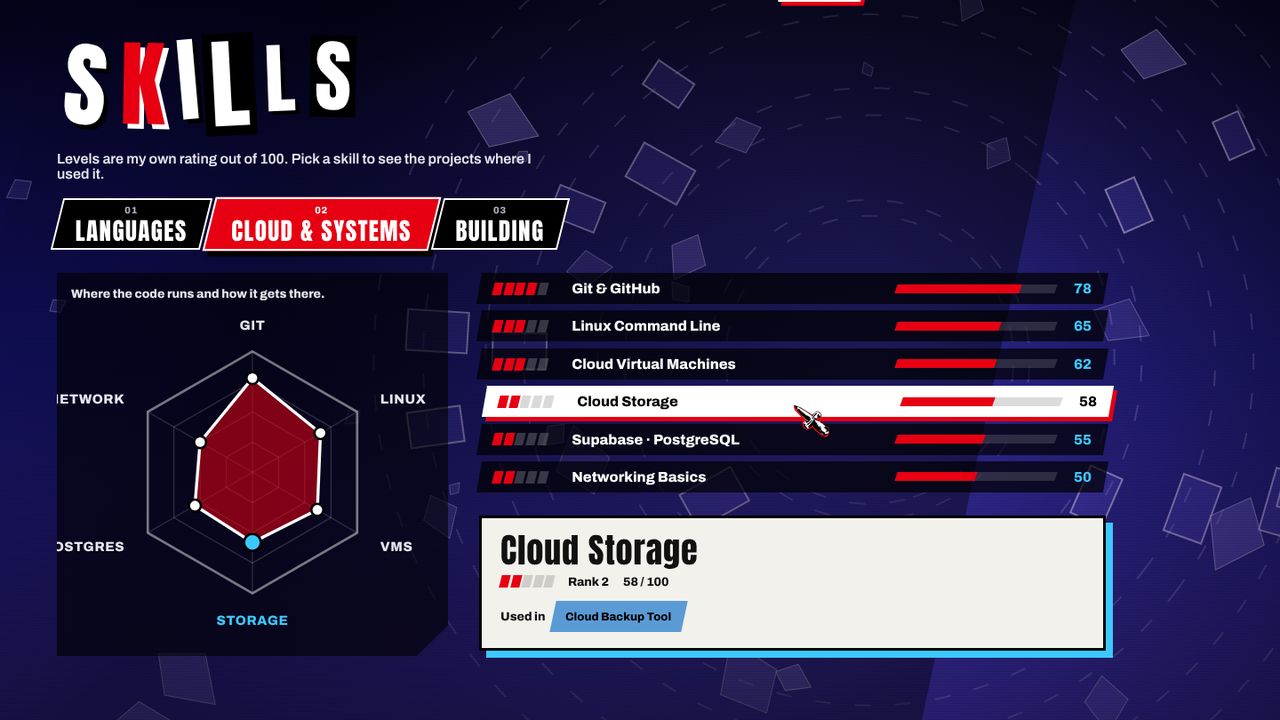 SKILLS
Levels are my own rating out of 100. Pick a skill to see the projects where I
used it.
01
LANGUAGES
02
CLOUD & SYSTEMS
03
BUILDING
Where the code runs and how it gets there.
GIT
LINUX
VMS
STORAGE
OSTGRES
ETWORK
Git & GitHub 78
Linux Command Line 65
Cloud Virtual Machines 62
Cloud Storage 58
Supabase · PostgreSQL 55
Networking Basics 50
Cloud Storage
Rank 2 58 / 100
Used in Cloud Backup Tool